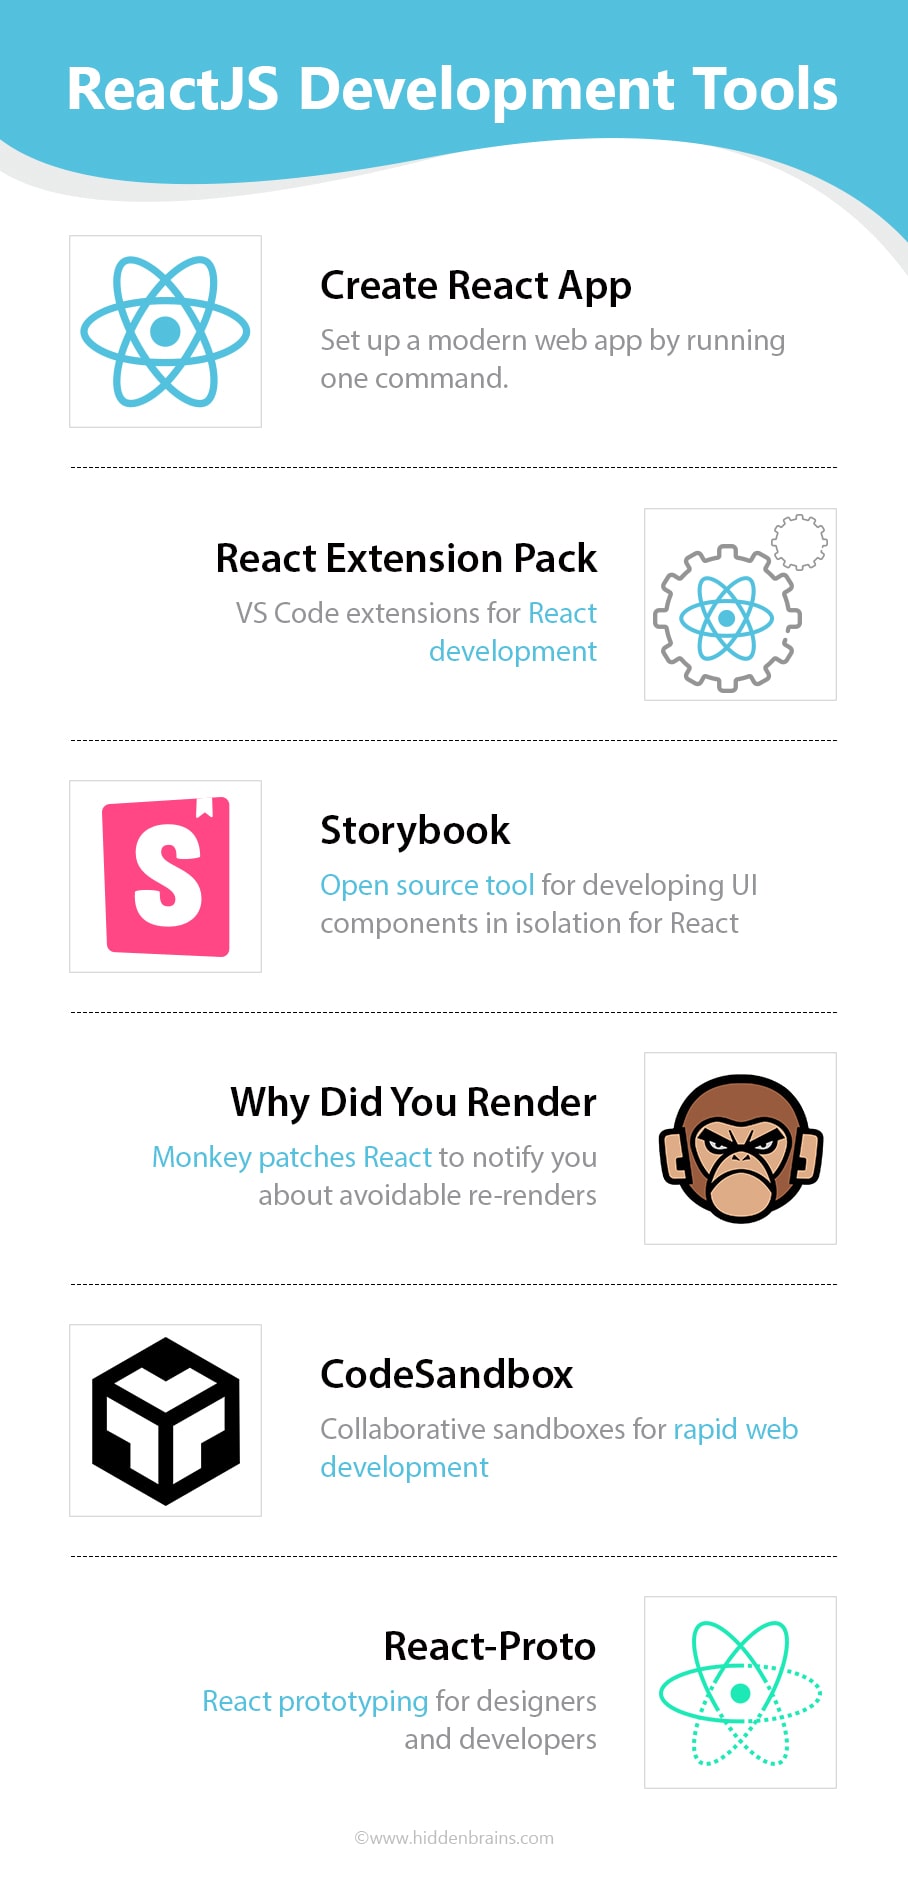 ReactJS Development Tools
Create React App
Set up a modern web app by running
one command.
React Extension Pack
VS Code extensions for React
development
S
Storybook
Open source tool for developing UI
components in isolation for React
Why Did You Render
Monkey patches React to notify you
about avoidable re-renders
CodeSandbox
Collaborative sandboxes for rapid web
development
React-Proto
React prototyping for designers
and developers
©www.hiddenbrains.com